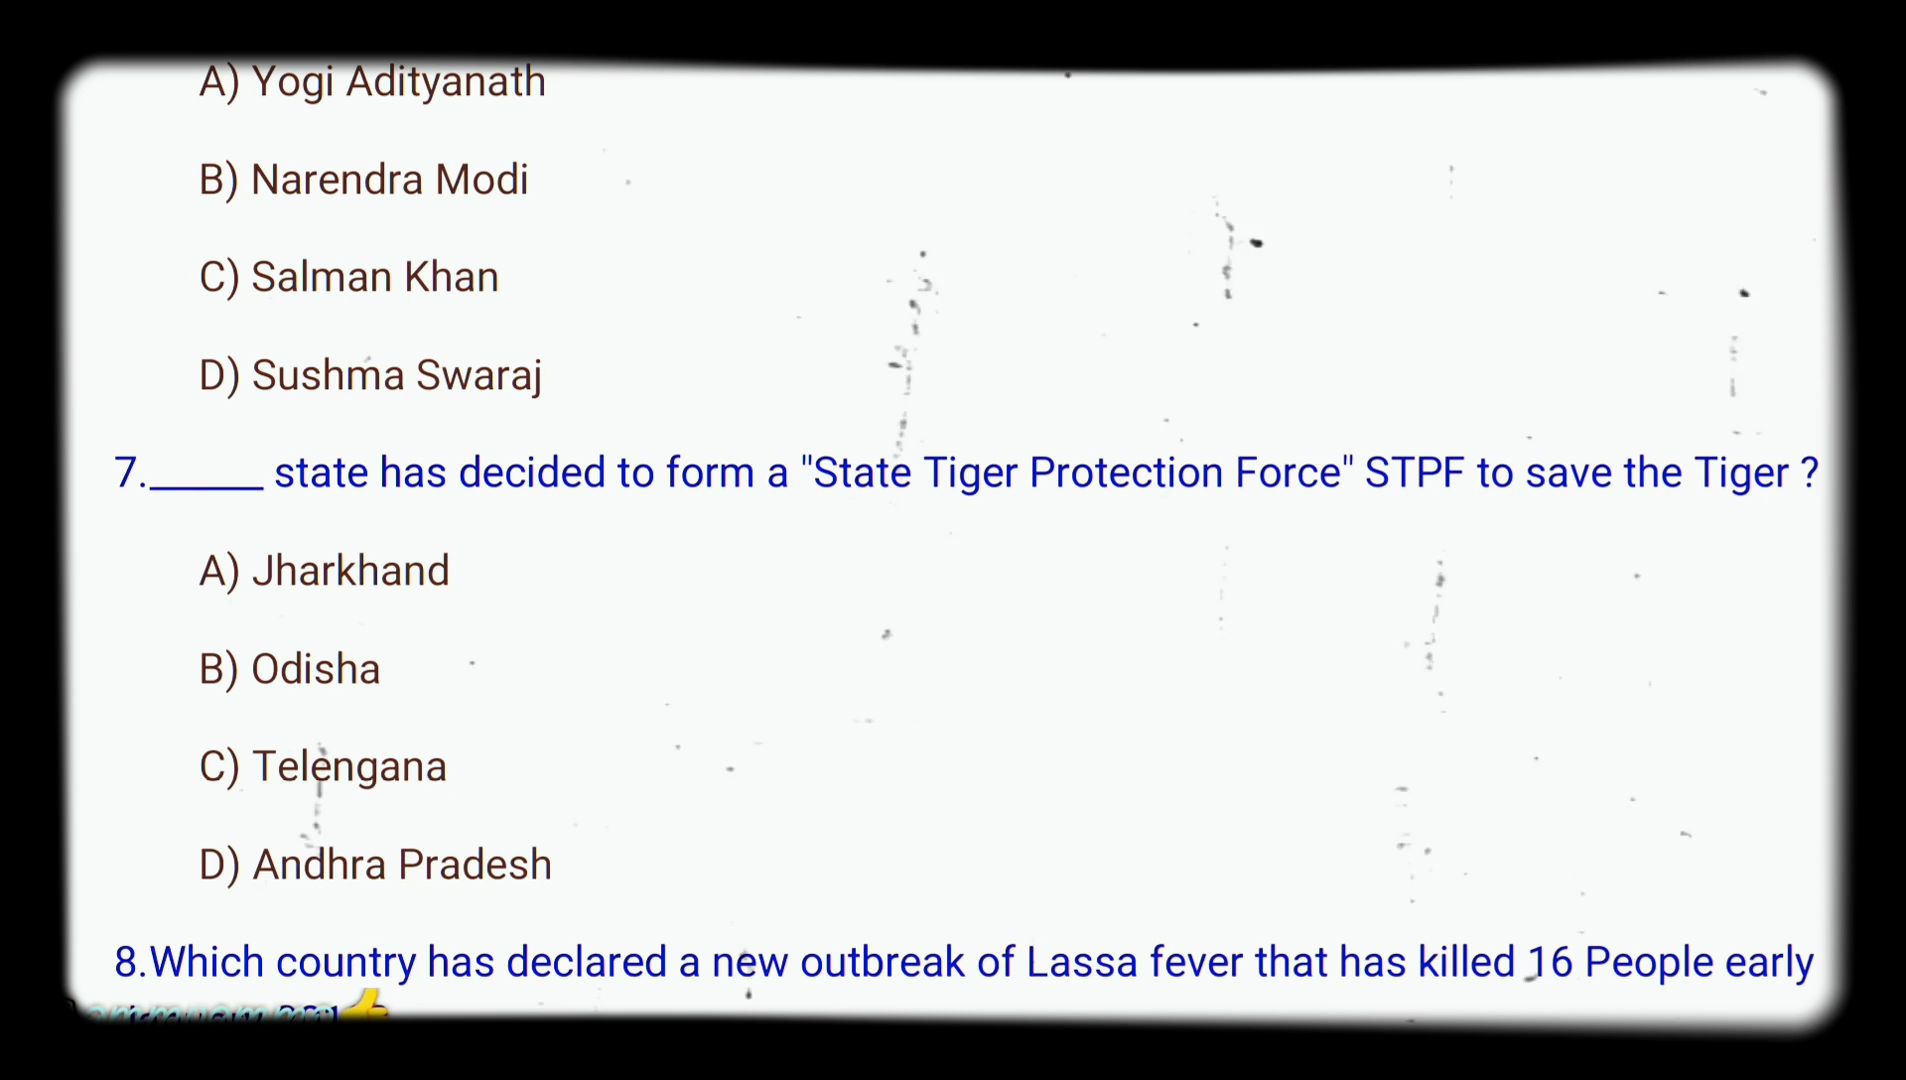 A) Yogi Adityanath
B) Narendra Modi
C) Salman Khan
D) Sushma Swaraj
7.______ state has decided to form a "State Tiger Protection Force" STPF to save the Tiger ?
A) Jharkhand
B) Odisha
C) Telengana
D) Andhra Pradesh
8.Which country has declared a new outbreak of Lassa fever that has killed 16 People early